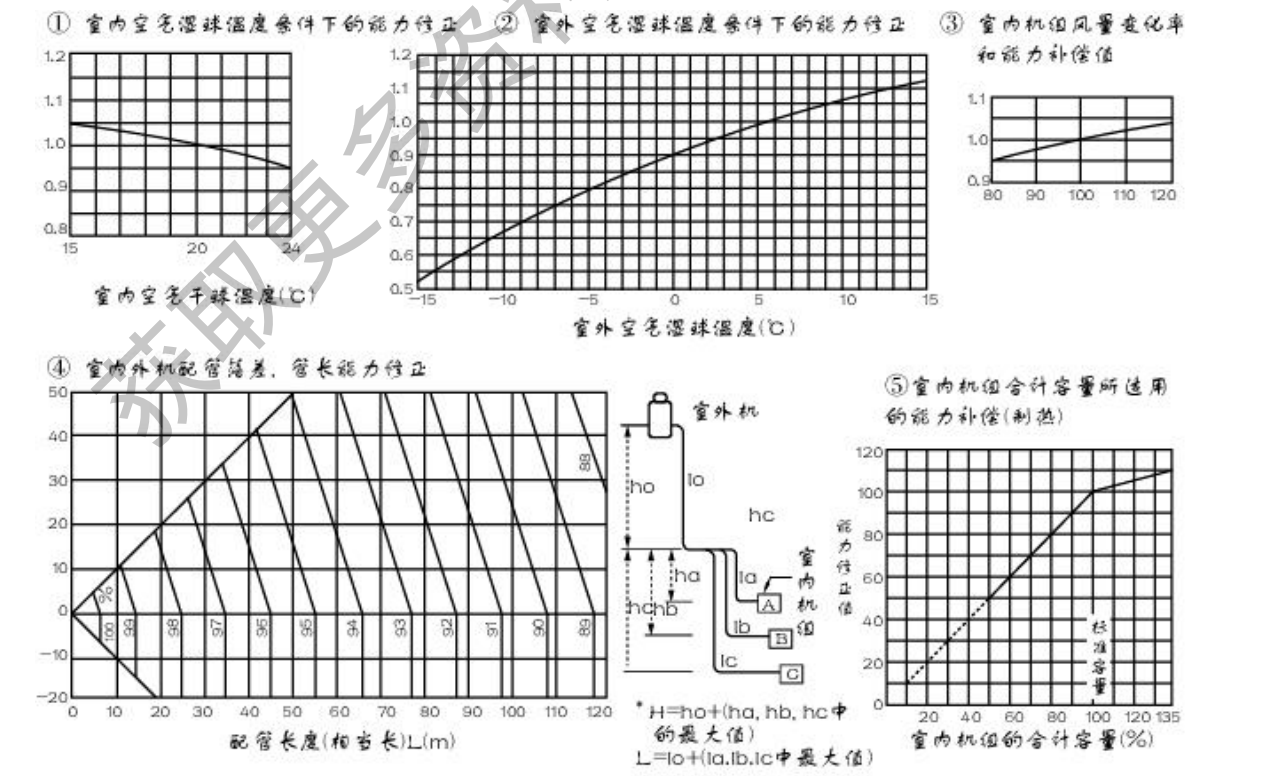 ① 室内空气湿球温度条件下的能力修正
1.2
1.1
1.0
0.9
0.8
15 20 24
室内空气干球温度(℃)
② 室外空气湿球温度条件下的能力修正
1.2
1.1
1.0
0.9
0.8
0.7
0.6
0.5
-15 -10 -5 0 5 10 15
室外空气湿球温度(℃)
③ 室内机组风量变化率
和能力补偿值
1.1
1.0
0.9
80 90 100 110 120
④ 室内外机配管落差、管长能力修正
50
40
30
20
10
0
-10
-20
88
%
100 99 98 97 96 95 94 93 92 91 90 89
0 10 20 30 40 50 60 70 80 90 100 110 120
配管长度(相当长)L(m)
室外机
ho
lo
hc
ha
hc
hb
la
lb
lc
A
B
C
室内机组
*H=ho+(ha, hb, hc中
的最大值)
L=lo+(la.lb.lc中最大值)
⑤室内机组合计容量所适用
的能力补偿(制热)
能力修正值
120
100
80
60
40
20
0
标准容量
20 40 60 80 100 120 135
室内机组的合计容量(%)
获取更多资料